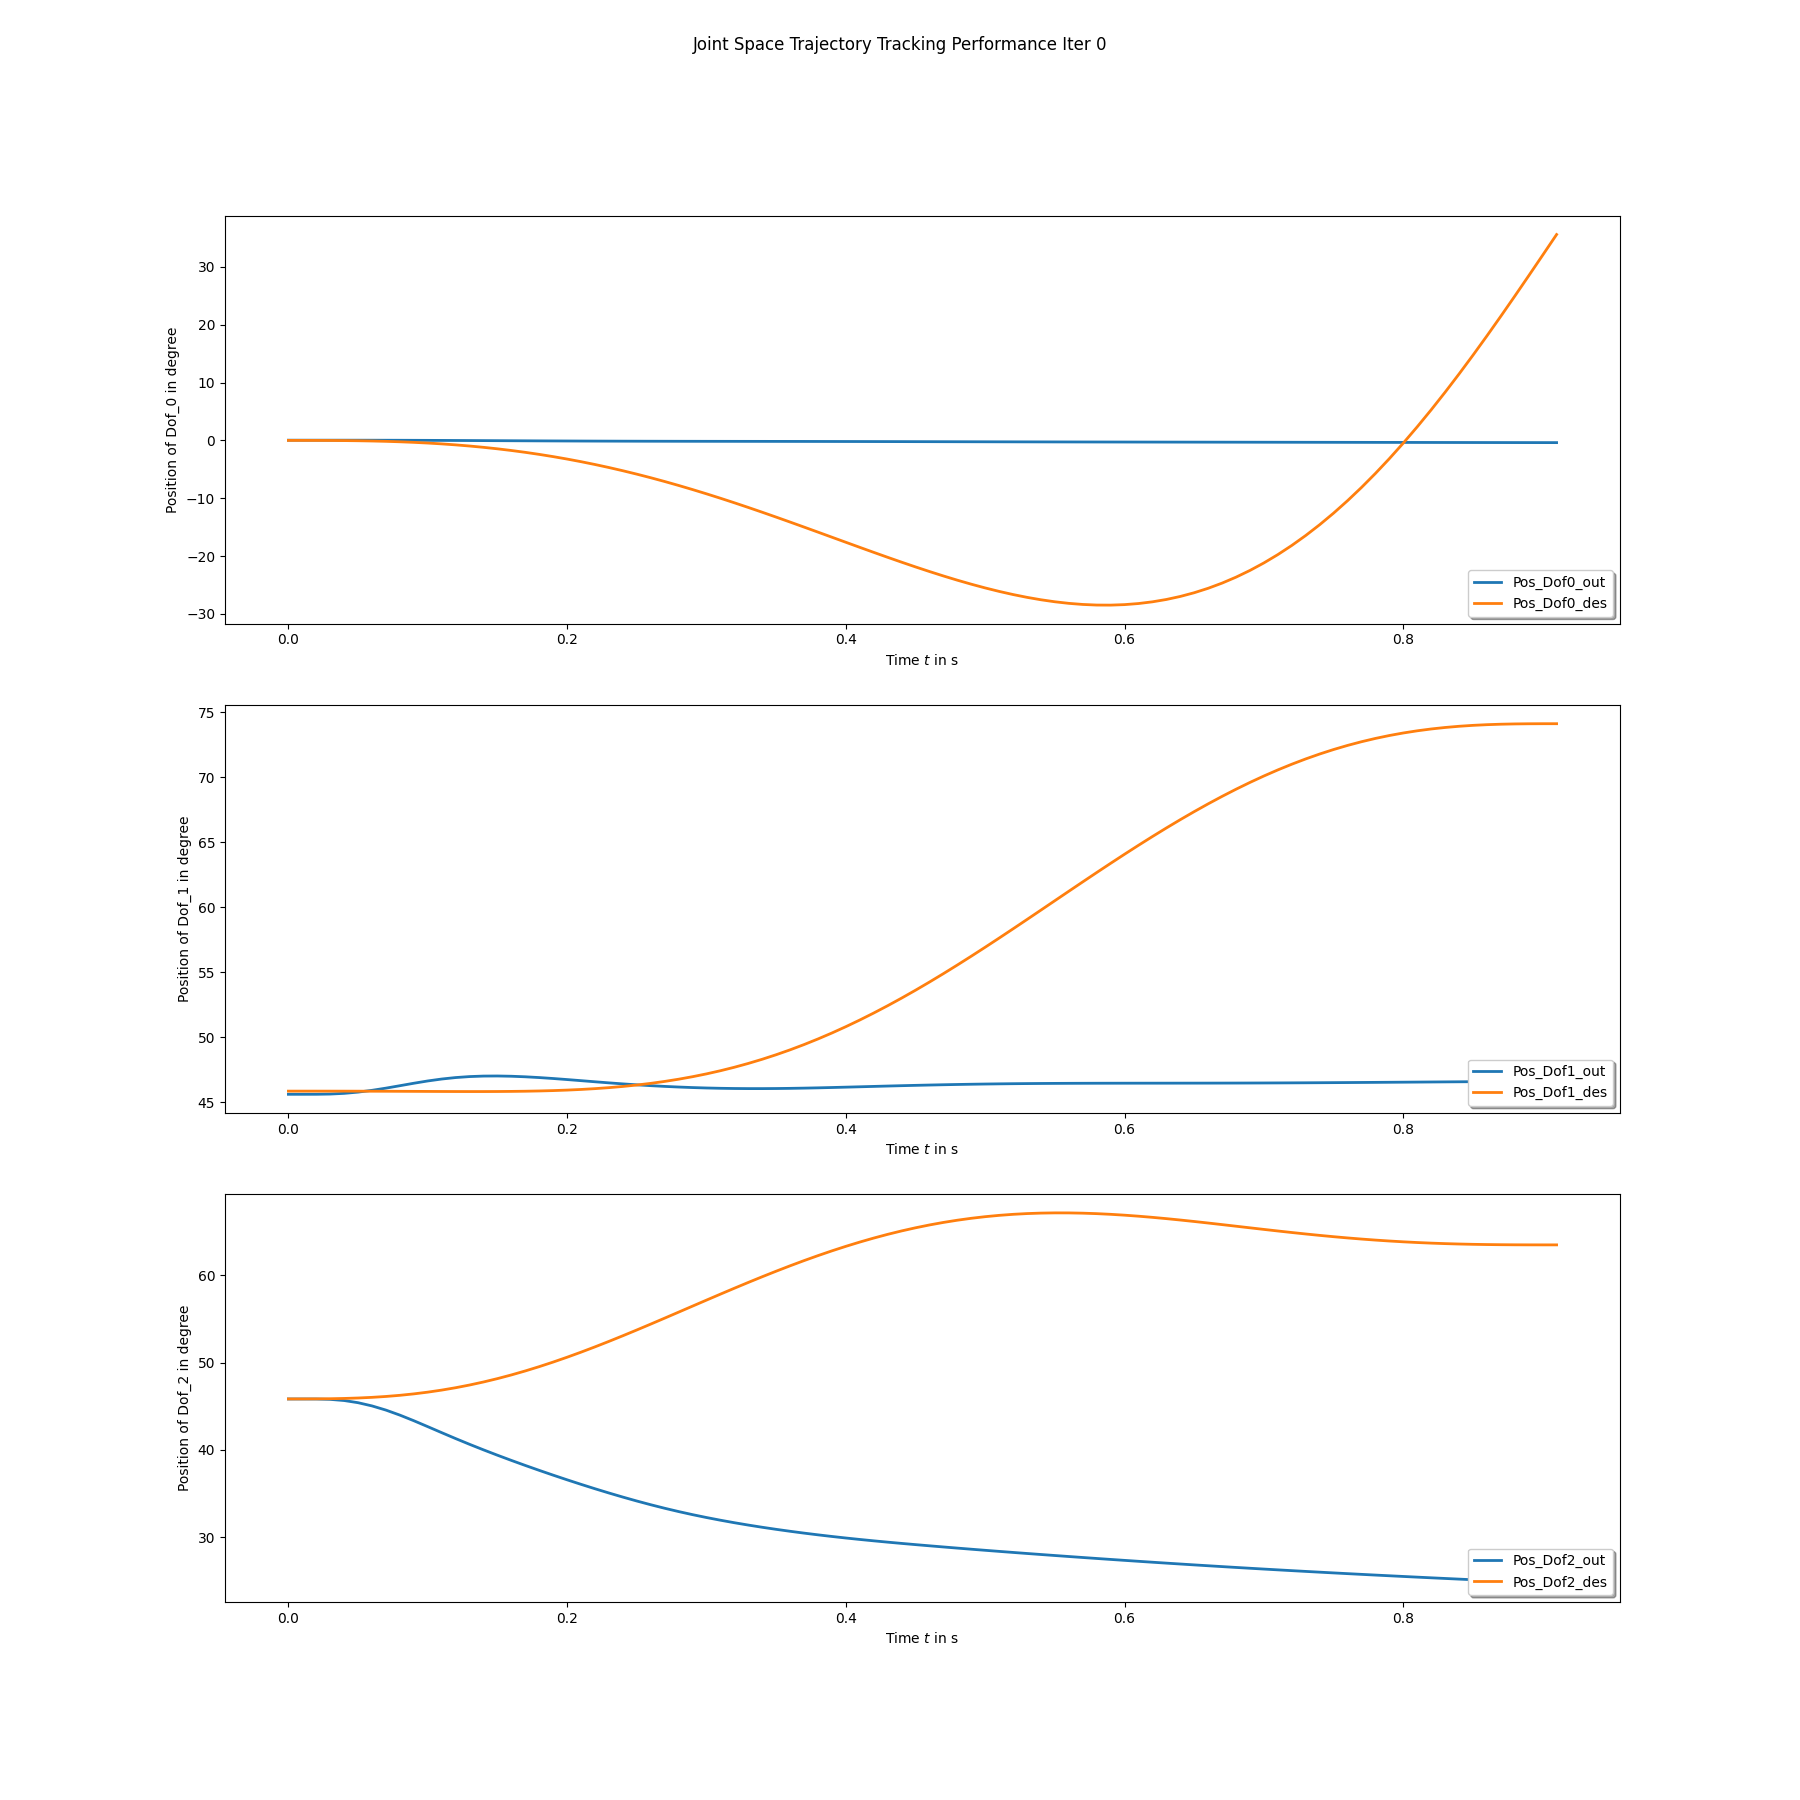 Joint Space Trajectory Tracking Performance Iter 0
Position of Dof_0 in degree
30
20
10
0
−10
−20
−30
Pos_Dof0_out
Pos_Dof0_des
0.0 0.2 0.4 0.6 0.8
Time t in s
Position of Dof_1 in degree
75
70
65
60
55
50
45
Pos_Dof1_out
Pos_Dof1_des
0.0 0.2 0.4 0.6 0.8
Time t in s
Position of Dof_2 in degree
60
50
40
30
Pos_Dof2_out
Pos_Dof2_des
0.0 0.2 0.4 0.6 0.8
Time t in s